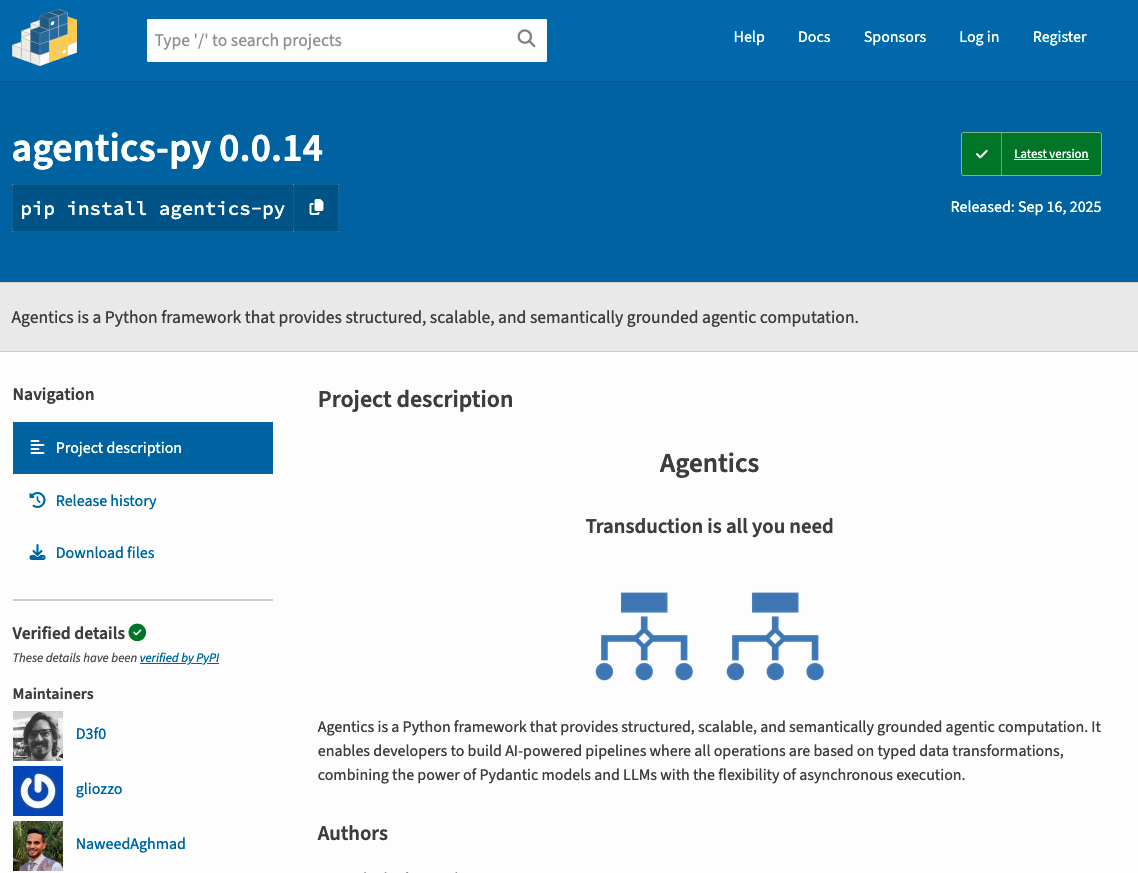 Type '/' to search projects
Help
Docs
Sponsors
Log in
Register
agentics-py 0.0.14
Latest version
pip install agentics-py
Released: Sep 16, 2025
Agentics is a Python framework that provides structured, scalable, and semantically grounded agentic computation.
Navigation
Project description
Release history
Download files
Verified details
These details have been verified by PyPI
Maintainers
D3f0
gliozzo
NaweedAghmad
Project description
Agentics
Transduction is all you need
Agentics is a Python framework that provides structured, scalable, and semantically grounded agentic computation. It
enables developers to build AI-powered pipelines where all operations are based on typed data transformations,
combining the power of Pydantic models and LLMs with the flexibility of asynchronous execution.
Authors